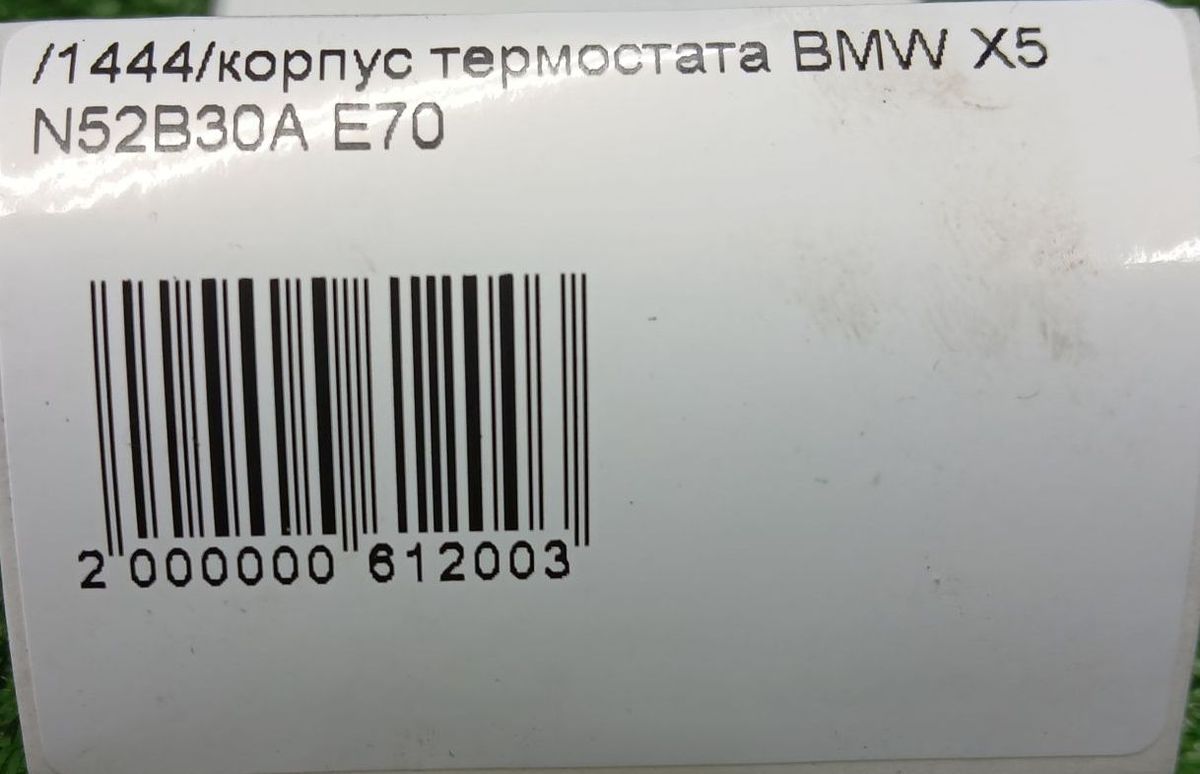 /1444/корпус термостата BMW X5
N52B30A E70
2 000000 612003